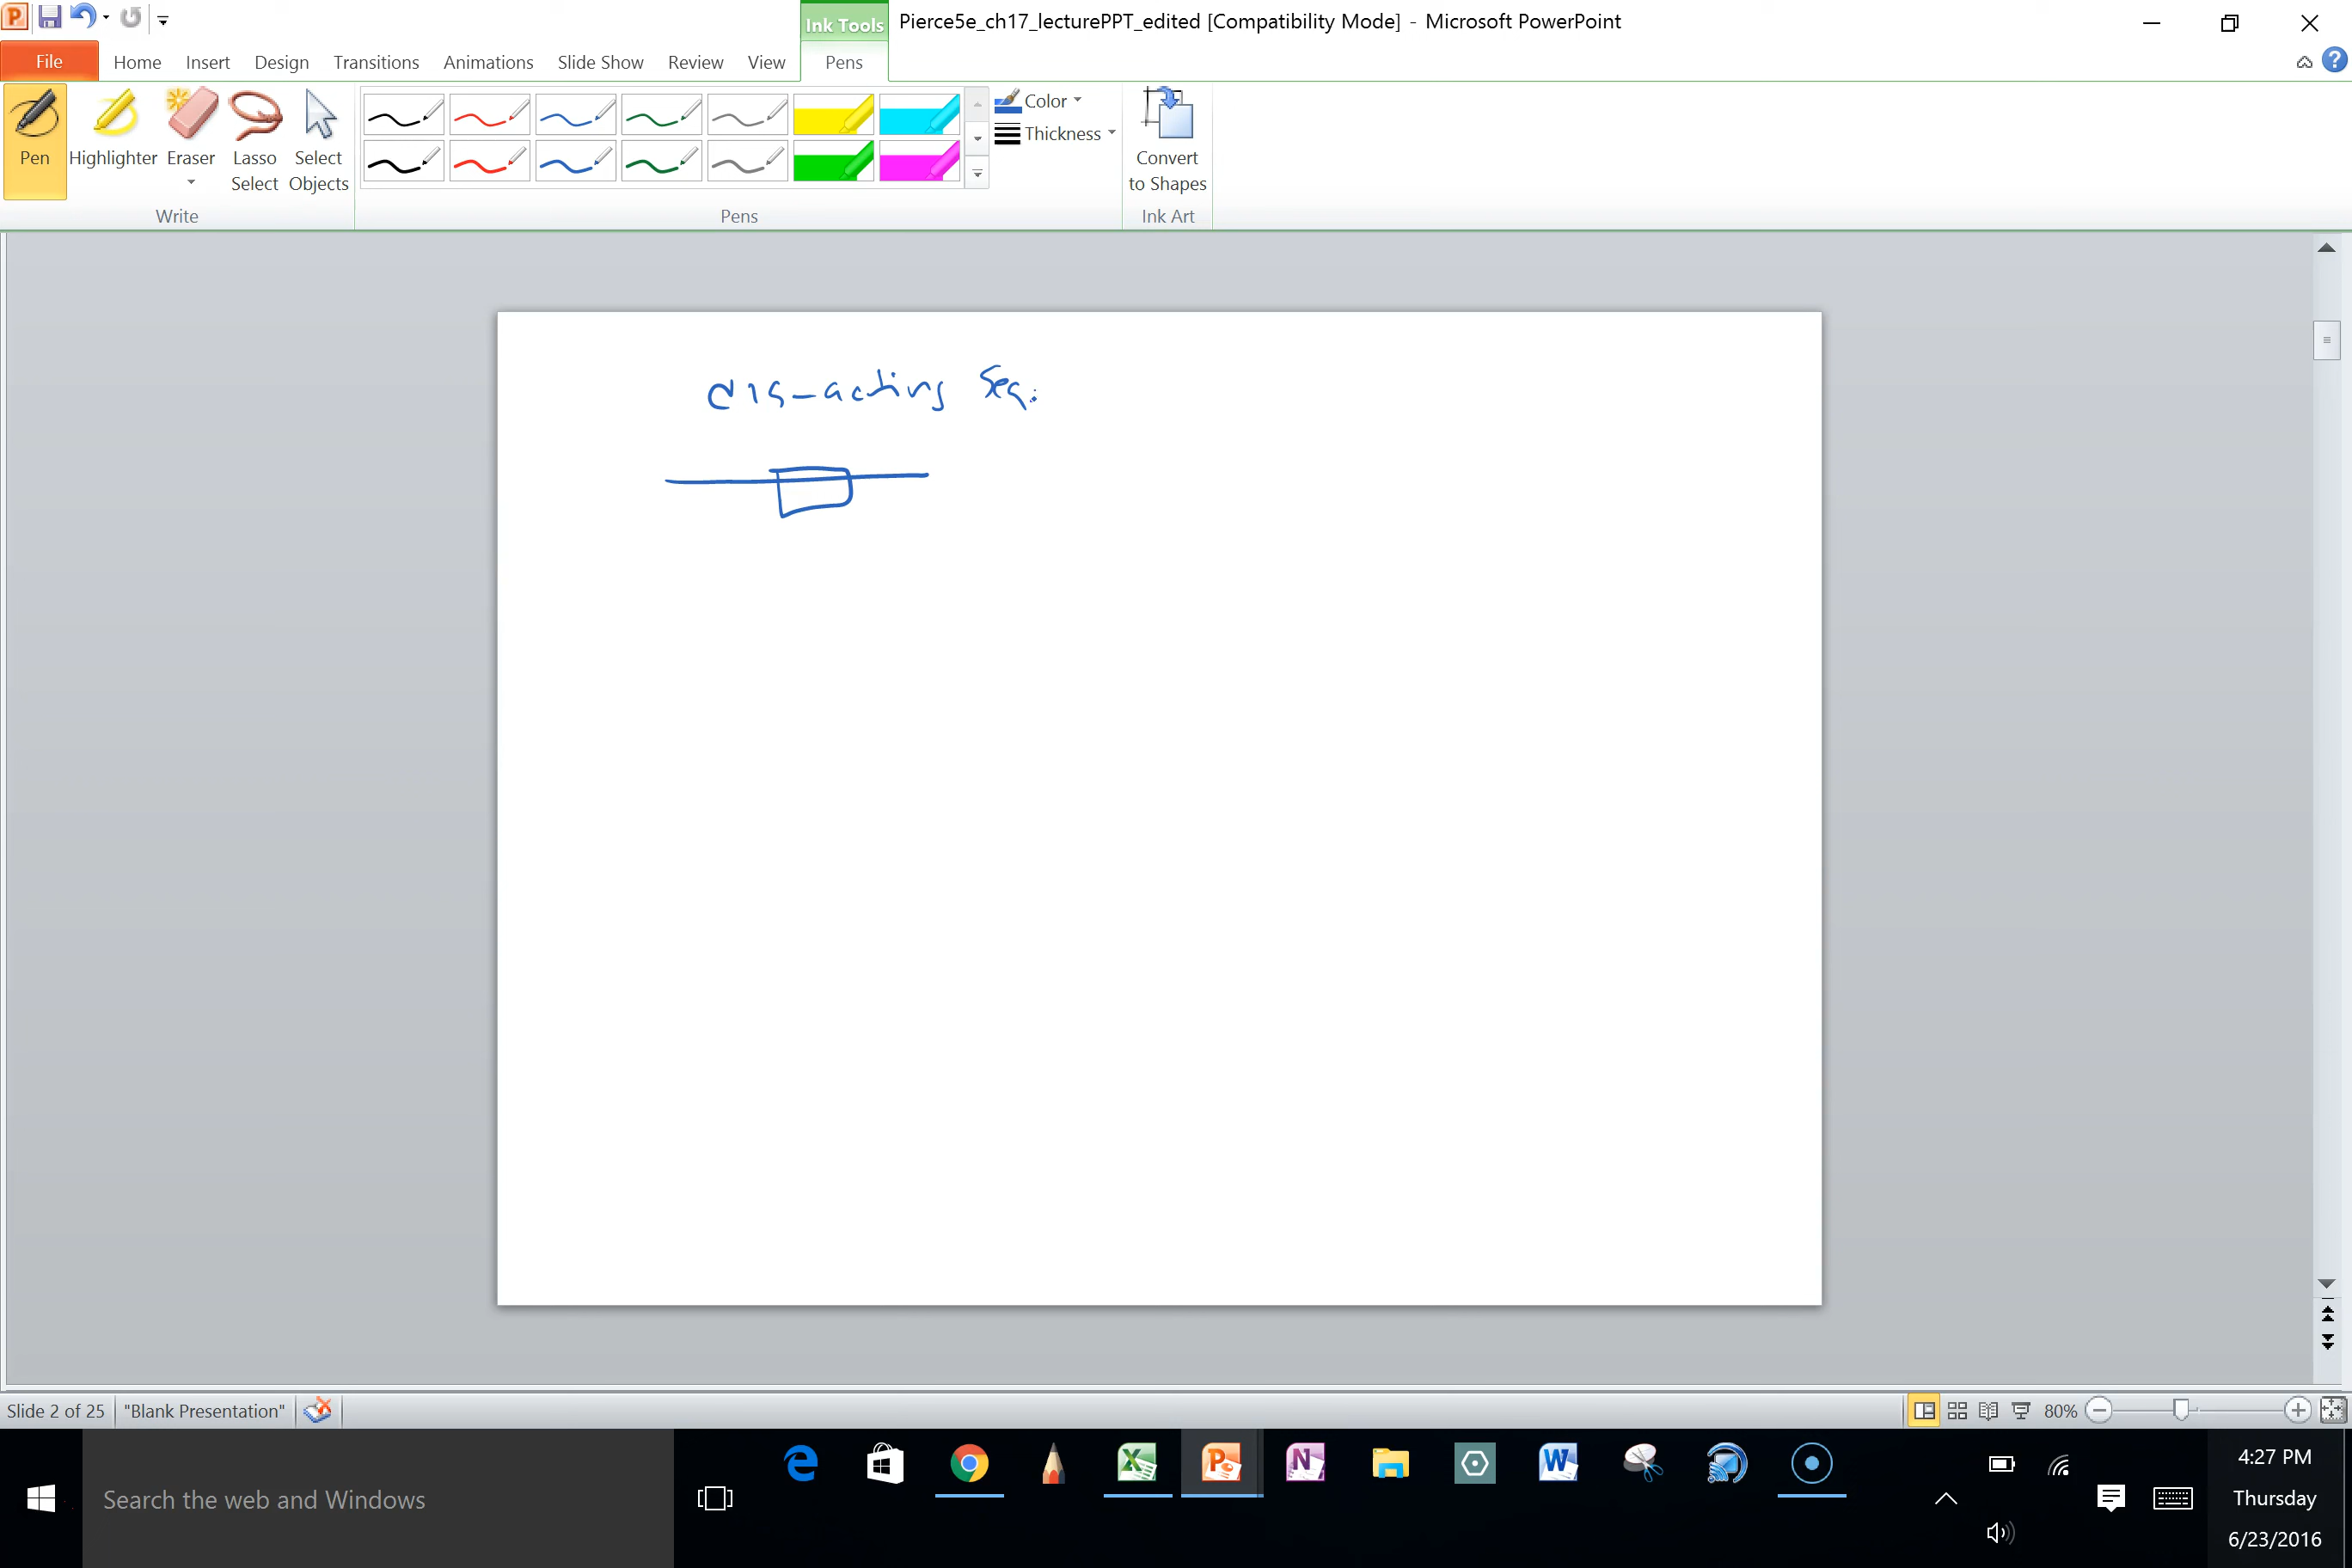 Ink Tools Pierce5e_ch17_lecturePPT_edited [Compatibility Mode] - Microsoft PowerPoint
File Home Insert Design Transitions Animations Slide Show Review View Pens
Pen Highlighter Eraser Lasso Select Select Objects Color Thickness Convert to Shapes
Write Pens Ink Art
cis-acting Seq.
Slide 2 of 25 "Blank Presentation" 80%
Search the web and Windows
4:27 PM
Thursday
6/23/2016